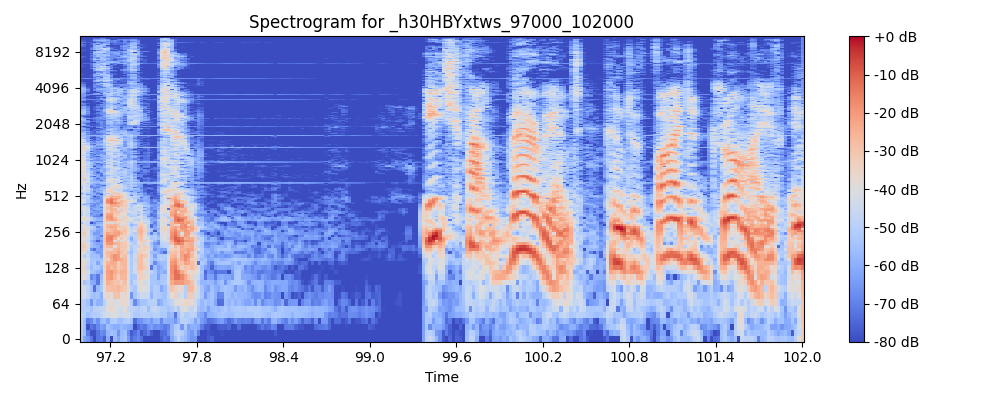 Spectrogram for _h30HBYxtws_97000_102000
Hz
8192
4096
2048
1024
512
256
128
64
0
97.2 97.8 98.4 99.0 99.6 100.2 100.8 101.4 102.0
Time
+0 dB
-10 dB
-20 dB
-30 dB
-40 dB
-50 dB
-60 dB
-70 dB
-80 dB